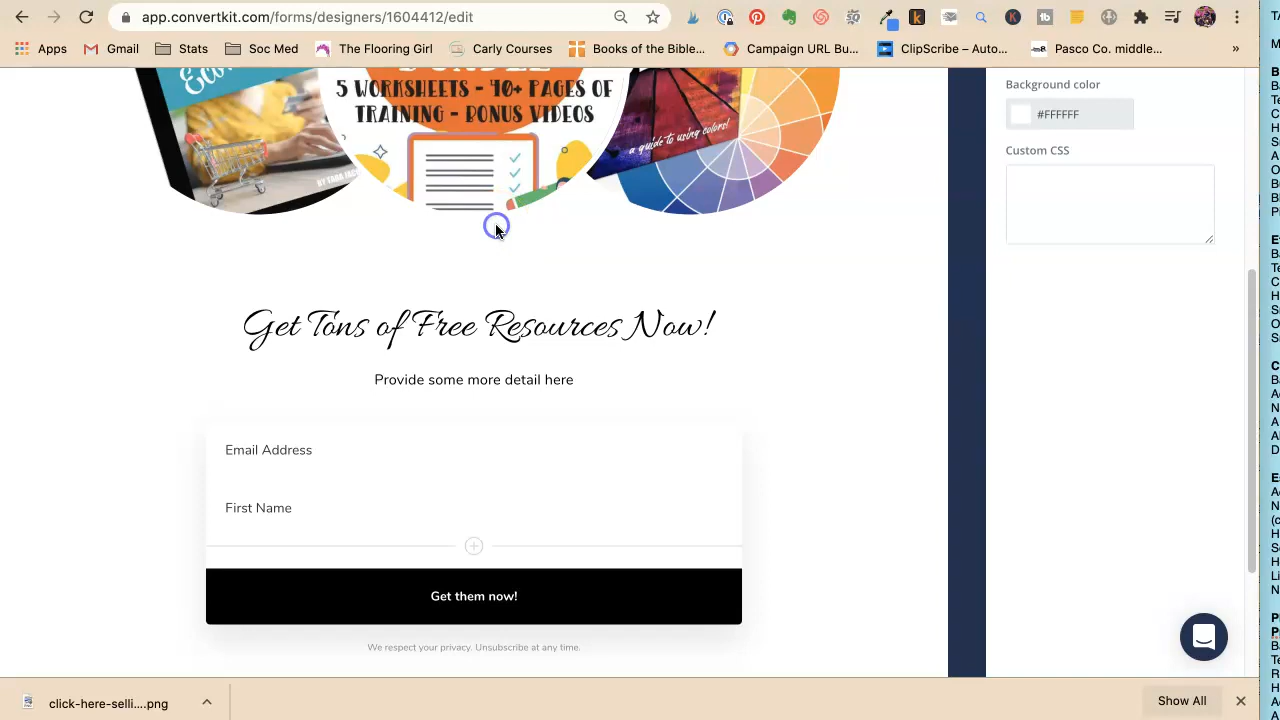 app.convertkit.com/forms/designers/1604412/edit
Apps
Gmail
Stats
Soc Med
The Flooring Girl
Carly Courses
Books of the Bible...
Campaign URL Bu...
ClipScribe – Auto...
Pasco Co. middle...
»
5 WORKSHEETS - 40+ PAGES OF
TRAINING - BONUS VIDEOS
a guide to using colors!
Background color
#FFFFFF
Custom CSS
Get Tons of Free Resources Now!
Provide some more detail here
Email Address
First Name
Get them now!
We respect your privacy. Unsubscribe at any time.
click-here-selli....png
Show All